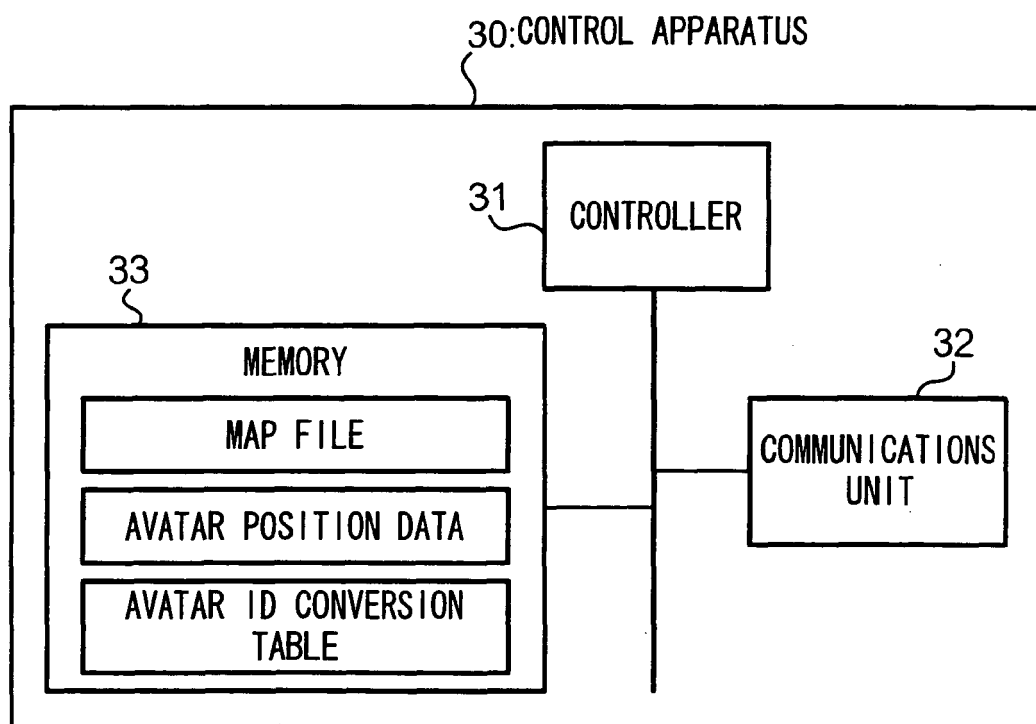 30:CONTROL APPARATUS
31
CONTROLLER
33
MEMORY
MAP FILE
AVATAR POSITION DATA
AVATAR ID CONVERSION
TABLE
32
COMMUNICATIONS
UNIT